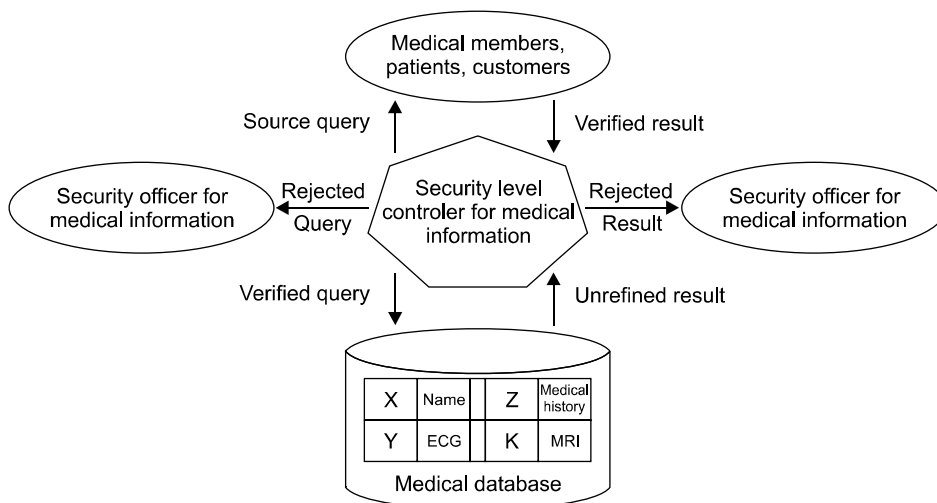 Medical members,
patients, customers
Source query
Verified result
Security officer for
medical information
Rejected
Query
Security level
controler for medical
information
Rejected
Result
Security officer for
medical information
Verified query
Unrefined result
X Name Z Medical history
Y ECG K MRI
Medical database